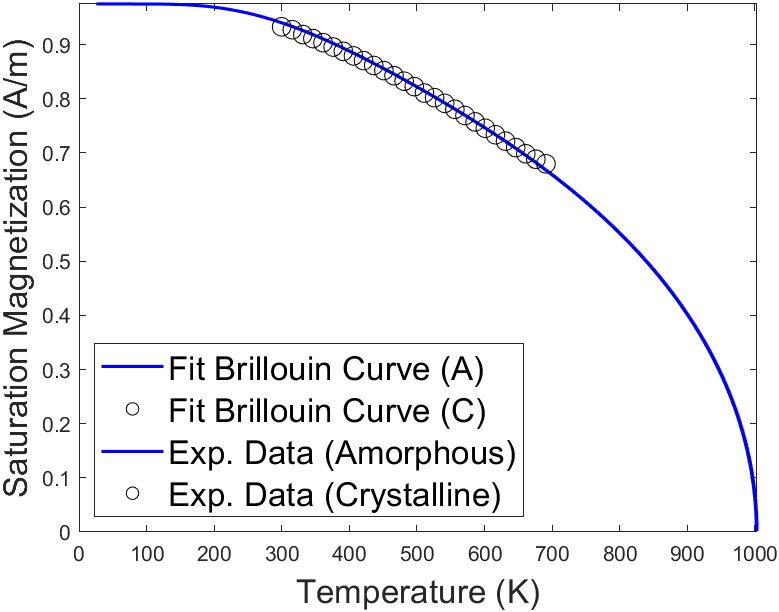 Saturation Magnetization (A/m)
0.9
0.8
0.7
0.6
0.5
0.4
0.3
0.2
0.1
0
Fit Brillouin Curve (A)
Fit Brillouin Curve (C)
Exp. Data (Amorphous)
Exp. Data (Crystalline)
0 100 200 300 400 500 600 700 800 900 1000
Temperature (K)